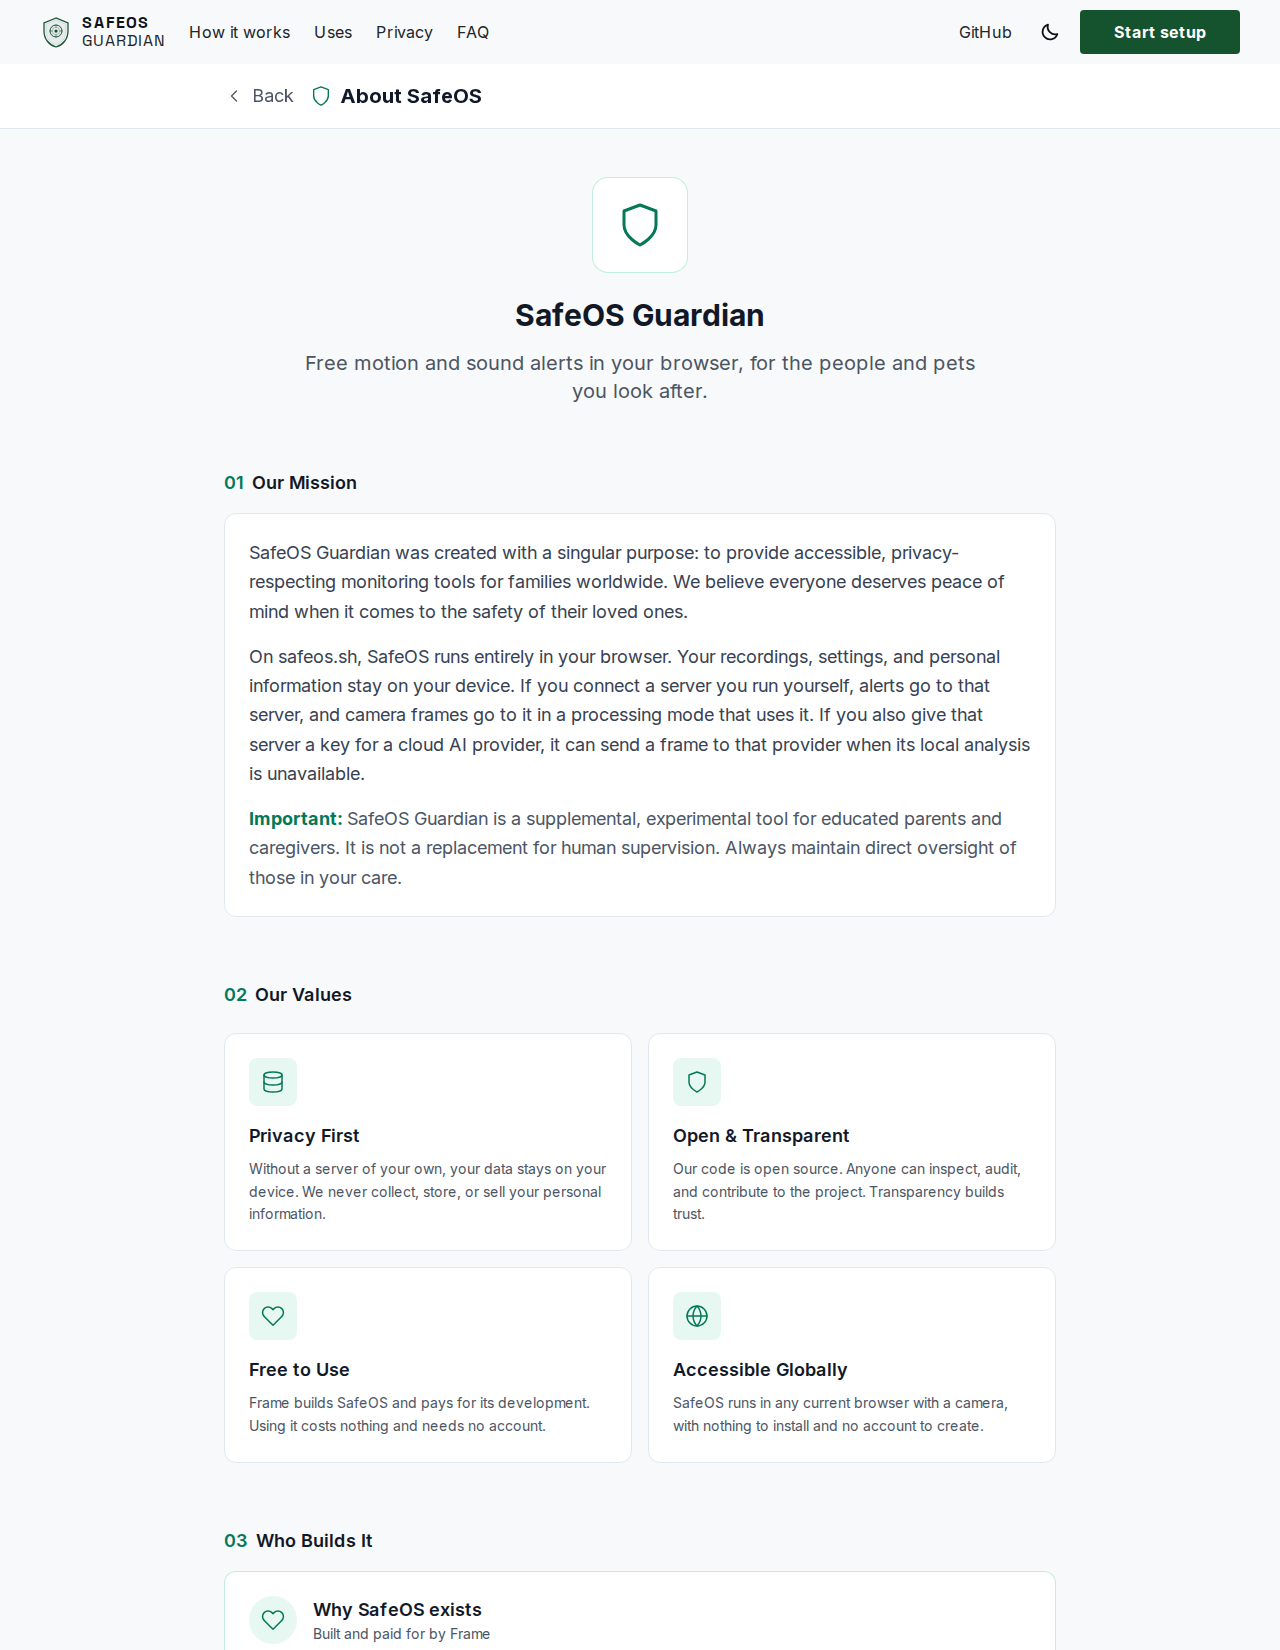 SAFEOS
GUARDIAN
How it works
Uses
Privacy
FAQ
GitHub
Start setup
Back
About SafeOS
SafeOS Guardian
Free motion and sound alerts in your browser, for the people and pets
you look after.
01 Our Mission
SafeOS Guardian was created with a singular purpose: to provide accessible, privacy-
respecting monitoring tools for families worldwide. We believe everyone deserves peace of
mind when it comes to the safety of their loved ones.
On safeos.sh, SafeOS runs entirely in your browser. Your recordings, settings, and personal
information stay on your device. If you connect a server you run yourself, alerts go to that
server, and camera frames go to it in a processing mode that uses it. If you also give that
server a key for a cloud AI provider, it can send a frame to that provider when its local analysis
is unavailable.
Important: SafeOS Guardian is a supplemental, experimental tool for educated parents and
caregivers. It is not a replacement for human supervision. Always maintain direct oversight of
those in your care.
02 Our Values
Privacy First
Without a server of your own, your data stays on your
device. We never collect, store, or sell your personal
information.
Open & Transparent
Our code is open source. Anyone can inspect, audit,
and contribute to the project. Transparency builds
trust.
Free to Use
Frame builds SafeOS and pays for its development.
Using it costs nothing and needs no account.
Accessible Globally
SafeOS runs in any current browser with a camera,
with nothing to install and no account to create.
03 Who Builds It
Why SafeOS exists
Built and paid for by Frame